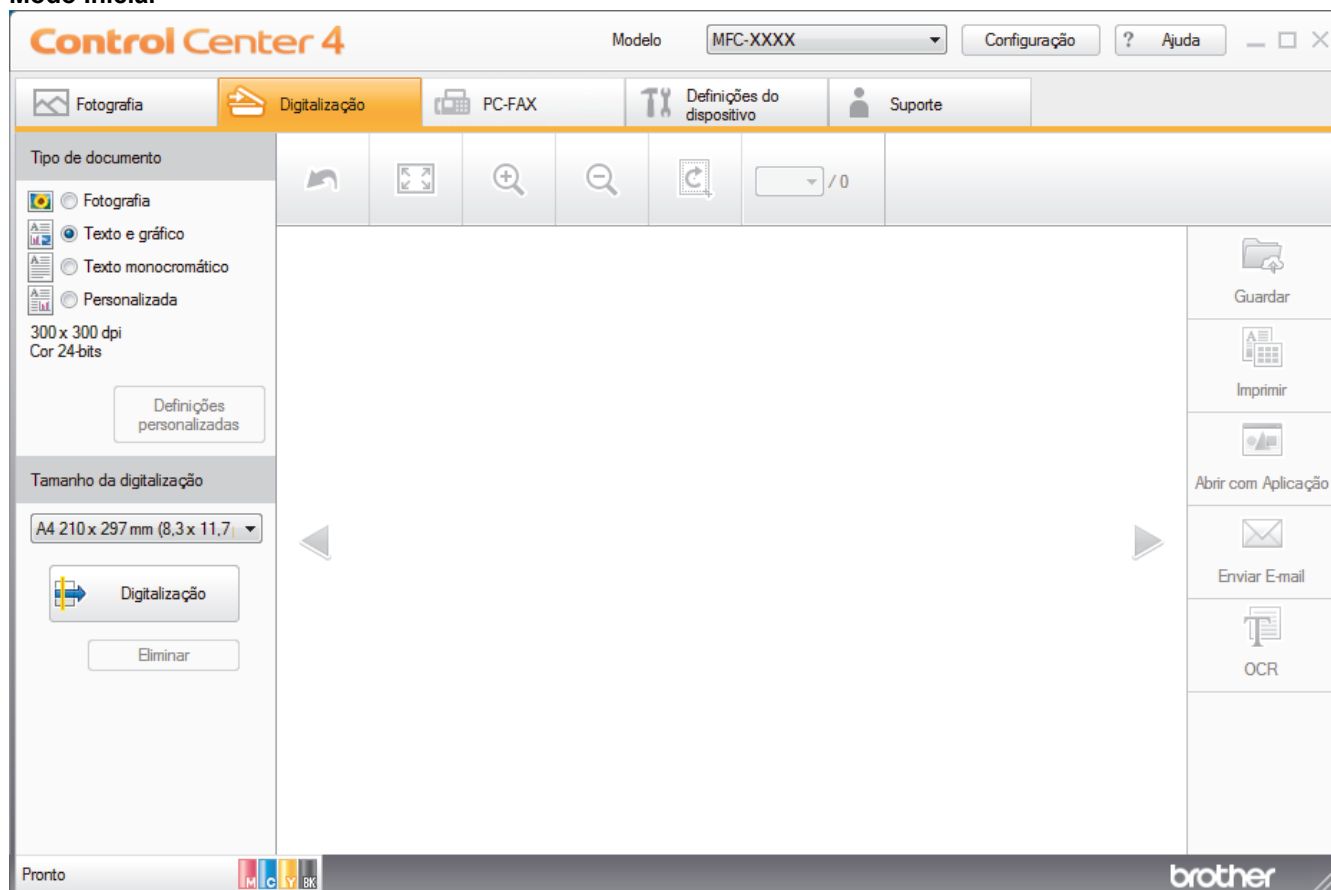 Modo Inicial
Control Center 4
Modelo
MFC-XXXX
Configuração
? Ajuda
Fotografia
Digitalização
PC-FAX
Definições do
dispositivo
Suporte
Tipo de documento
/ 0
Fotografia
Texto e gráfico
Texto monocromático
Personalizada
300 x 300 dpi
Cor 24-bits
Definições
personalizadas
Tamanho da digitalização
A4 210 x 297 mm (8,3 x 11,7
Digitalização
Eliminar
Guardar
Imprimir
Abrir com Aplicação
Enviar E-mail
OCR
Pronto
M C Y BK
brother